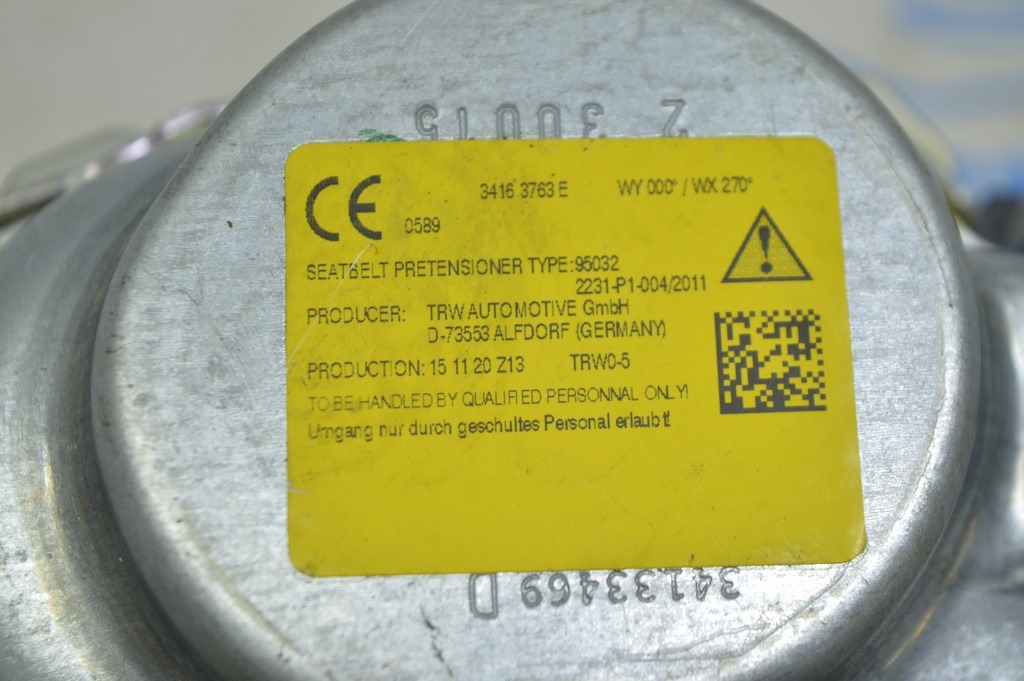 2 30015
CE 0589 3416 3763 E WY 000° / WX 270°
SEATBELT PRETENSIONER TYPE: 95032
2231-P1-004/2011
PRODUCER: TRW AUTOMOTIVE GmbH
D-73553 ALFDORF (GERMANY)
PRODUCTION: 15 11 20 Z13 TRW0-5
TO BE HANDLED BY QUALIFIED PERSONNAL ONLY!
Umgang nur durch geschultes Personal erlaubt!
34133469 D